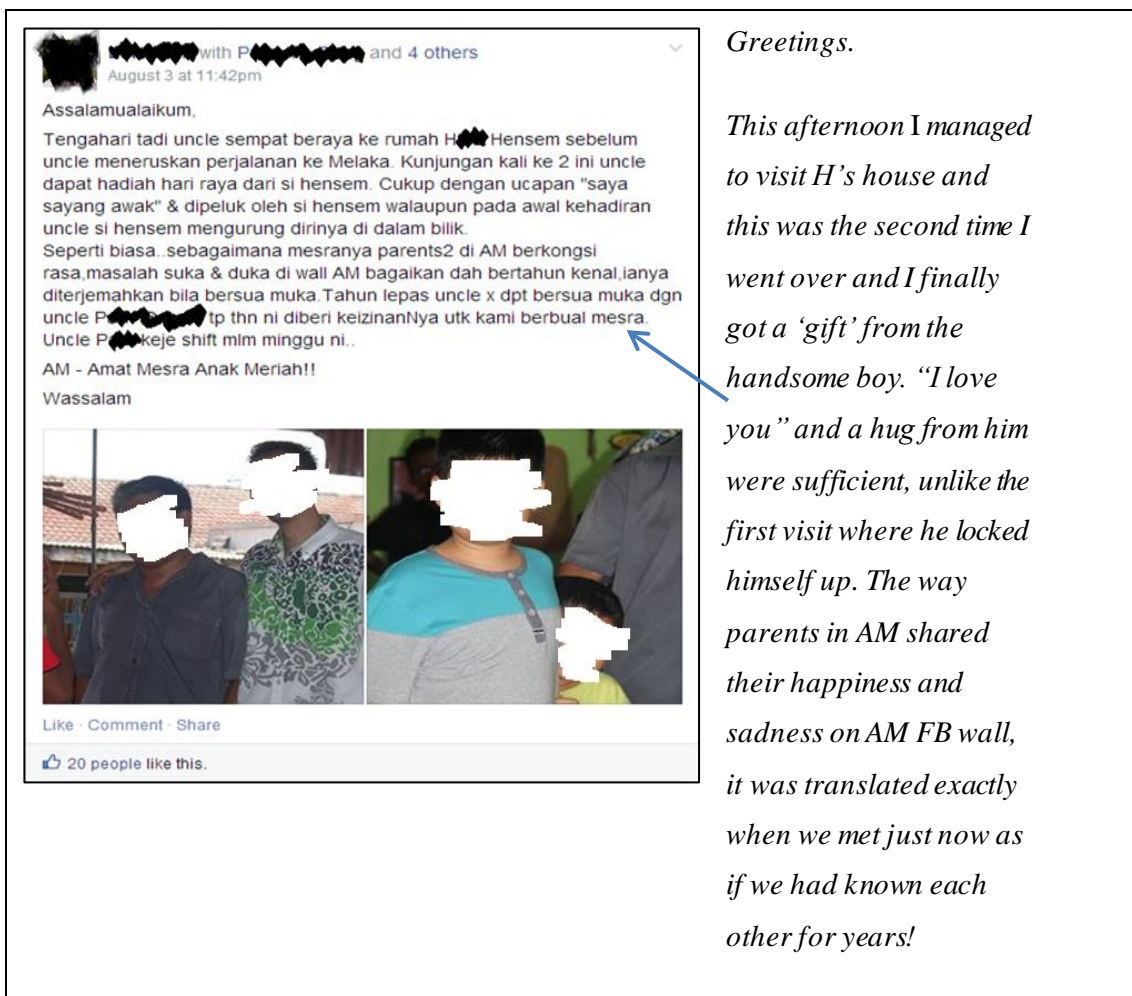 with P and 4 others
August 3 at 11:42pm
Assalamualaikum,
Tengahari tadi uncle sempat beraya ke rumah H Hensem sebelum
uncle meneruskan perjalanan ke Melaka. Kunjungan kali ke 2 ini uncle
dapat hadiah hari raya dari si hensem. Cukup dengan ucapan "saya
sayang awak" & dipeluk oleh si hensem walaupun pada awal kehadiran
uncle si hensem mengurung dirinya di dalam bilik.
Seperti biasa..sebagaimana mesranya parents2 di AM berkongsi
rasa,masalah suka & duka di wall AM bagaikan dah bertahun kenal,ianya
diterjemahkan bila bersua muka.Tahun lepas uncle x dpt bersua muka dgn
uncle P tp thn ni diberi keizinanNya utk kami berbual mesra.
Uncle P keje shift mlm minggu ni..
AM - Amat Mesra Anak Meriah!!
Wassalam
Like · Comment · Share
20 people like this.
Greetings.
This afternoon I managed
to visit H's house and
this was the second time I
went over and I finally
got a 'gift' from the
handsome boy. "I love
you" and a hug from him
were sufficient, unlike the
first visit where he locked
himself up. The way
parents in AM shared
their happiness and
sadness on AM FB wall,
it was translated exactly
when we met just now as
if we had known each
other for years!